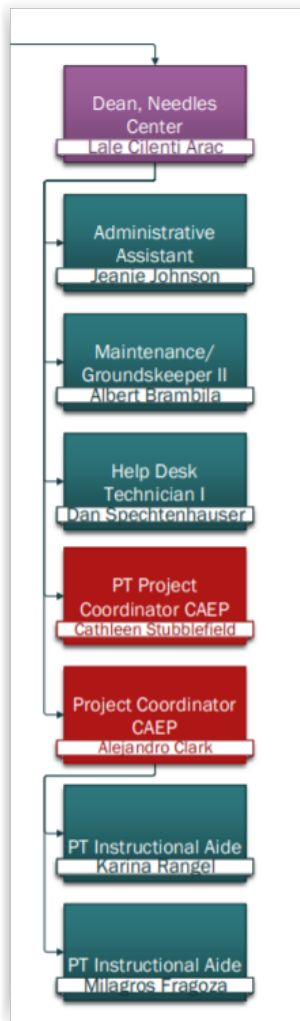 Dean, Needles
Center
Lale Cilenti Arac
Administrative
Assistant
Jeanie Johnson
Maintenance/
Groundskeeper II
Albert Brambila
Help Desk
Technician I
Dan Spechtenhauser
PT Project
Coordinator CAEP
Cathleen Stubblefield
Project Coordinator
CAEP
Alejandro Clark
PT Instructional Aide
Karina Rangel
PT Instructional Aide
Milagros Fragoza